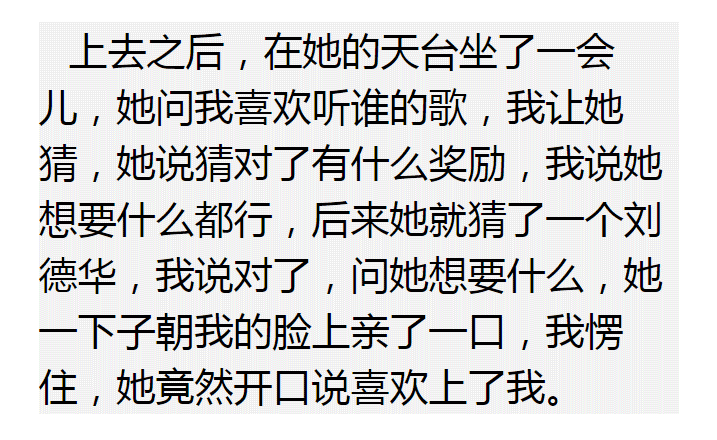 上去之后，在她的天台坐了一会
儿，她问我喜欢听谁的歌，我让她
猜，她说猜对了有什么奖励，我说她
想要什么都行，后来她就猜了一个刘
德华，我说对了，问她想要什么，她
一下子朝我的脸上亲了一口，我愣
住，她竟然开口说喜欢上了我。